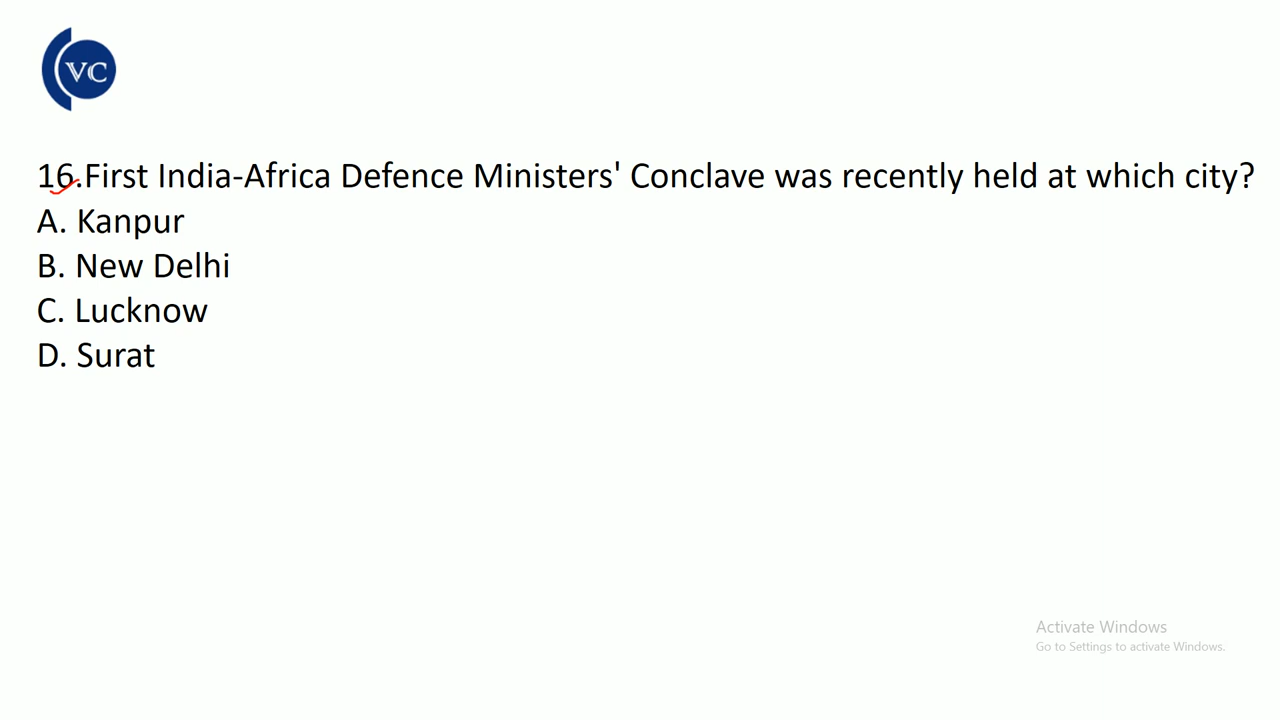 VC
16.First India-Africa Defence Ministers' Conclave was recently held at which city?
A. Kanpur
B. New Delhi
C. Lucknow
D. Surat
Activate Windows
Go to Settings to activate Windows.